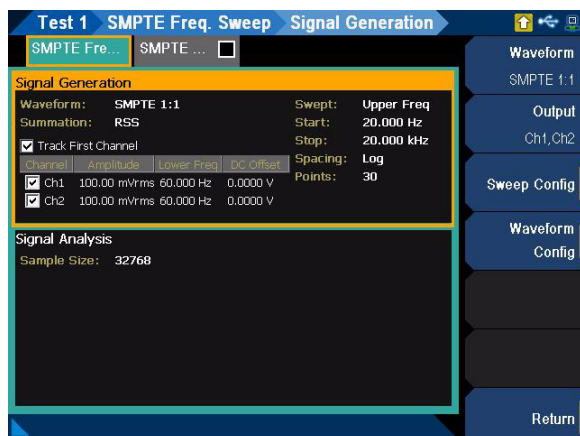 Test 1 SMPTE Freq. Sweep Signal Generation
SMPTE Fre... SMPTE ...
Signal Generation
Waveform: SMPTE 1:1
Summation: RSS
Track First Channel
Channel Amplitude Lower Freq DC Offset
Ch1 100.00 mVrms 60.000 Hz 0.0000 V
Ch2 100.00 mVrms 60.000 Hz 0.0000 V
Swept: Upper Freq
Start: 20.000 Hz
Stop: 20.000 kHz
Spacing: Log
Points: 30
Signal Analysis
Sample Size: 32768
Waveform
SMPTE 1:1
Output
Ch1,Ch2
Sweep Config
Waveform
Config
Return